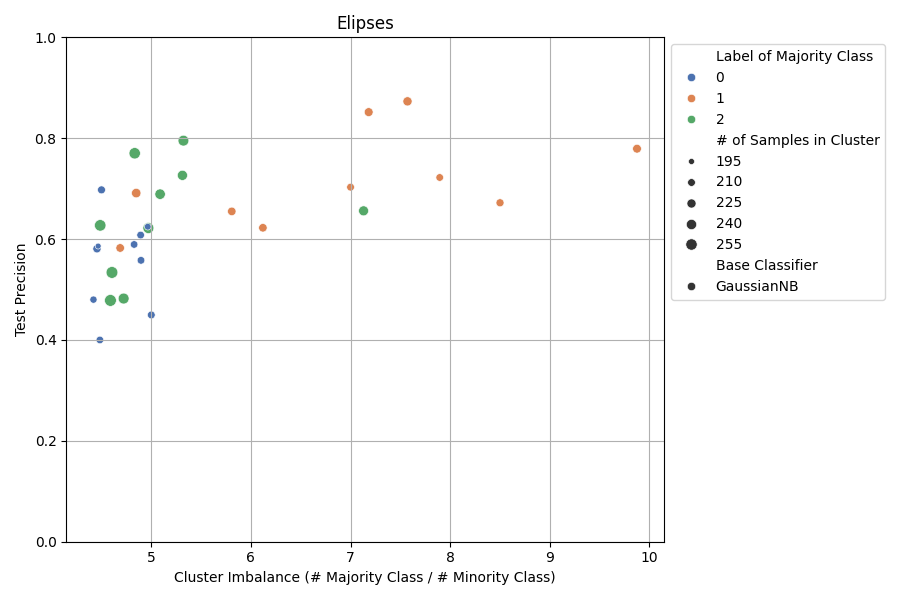 Elipses
Test Precision
1.0
0.8
0.6
0.4
0.2
0.0
5
6
7
8
9
10
Cluster Imbalance (# Majority Class / # Minority Class)
Label of Majority Class
0
1
2
# of Samples in Cluster
195
210
225
240
255
Base Classifier
GaussianNB